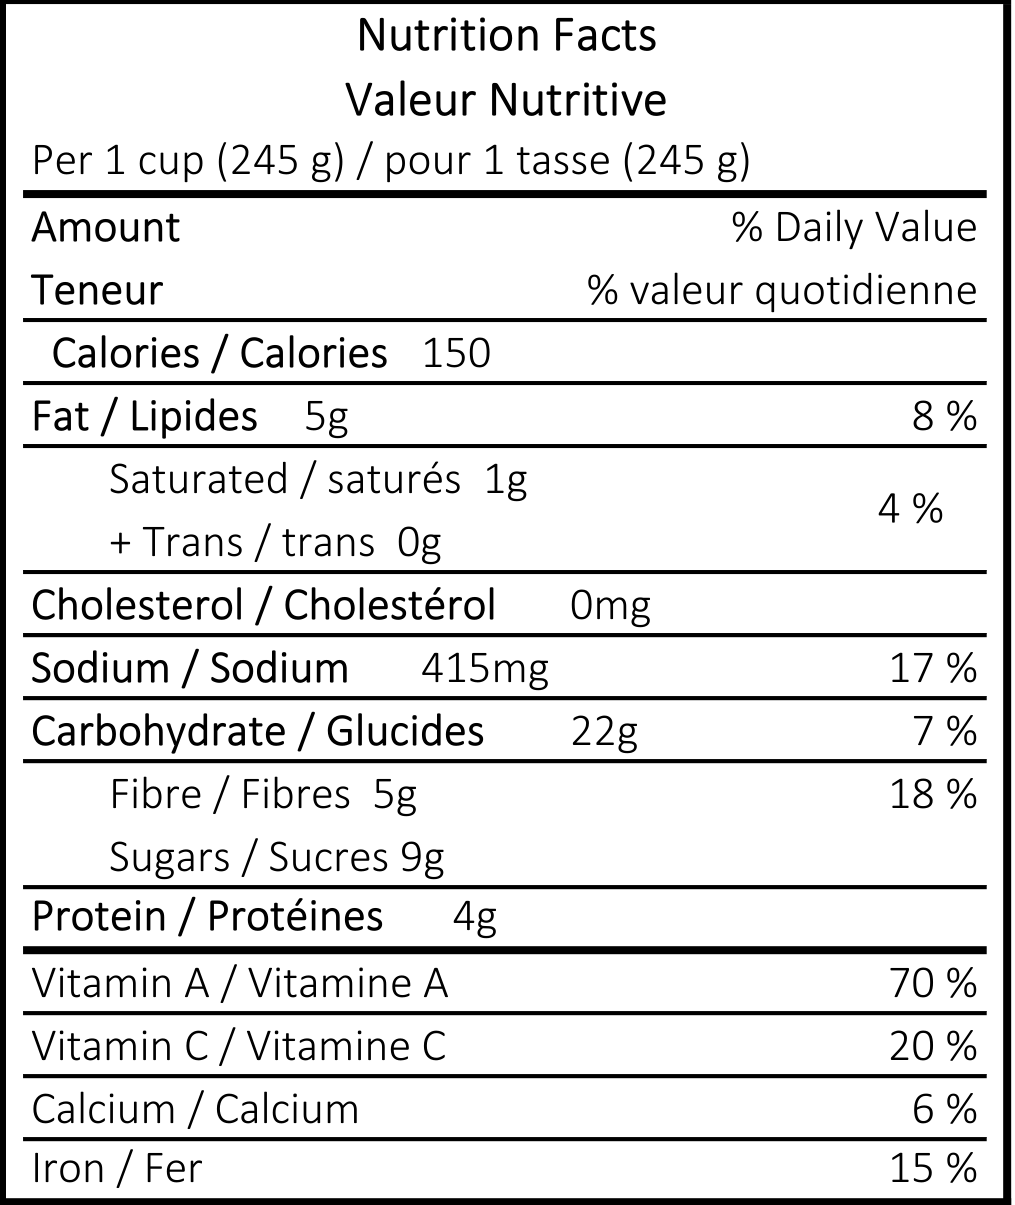 Nutrition Facts
Valeur Nutritive
Per 1 cup (245 g) / pour 1 tasse (245 g)
Amount % Daily Value
Teneur % valeur quotidienne
Calories / Calories 150
Fat / Lipides 5g 8 %
Saturated / saturés 1g
4 %
+ Trans / trans 0g
Cholesterol / Cholestérol 0mg
Sodium / Sodium 415mg 17 %
Carbohydrate / Glucides 22g 7 %
Fibre / Fibres 5g 18 %
Sugars / Sucres 9g
Protein / Protéines 4g
Vitamin A / Vitamine A 70 %
Vitamin C / Vitamine C 20 %
Calcium / Calcium 6 %
Iron / Fer 15 %